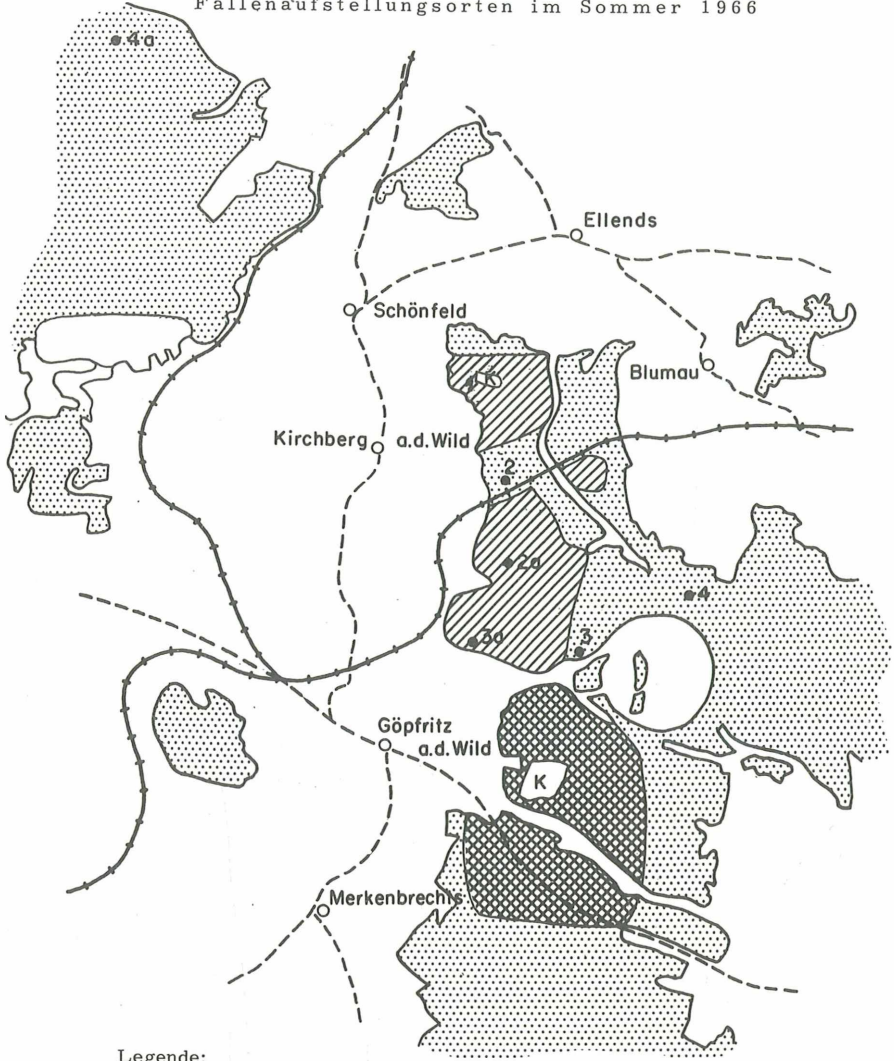 Fallenaufstellungsorten im Sommer 1966
4a
Ellends
Schönfeld
Blumau
K
Kirchberg a.d. Wild
2
2a
4
3a
3
Göpfritz
a.d. Wild
K
Merkenbrechts
Legende: